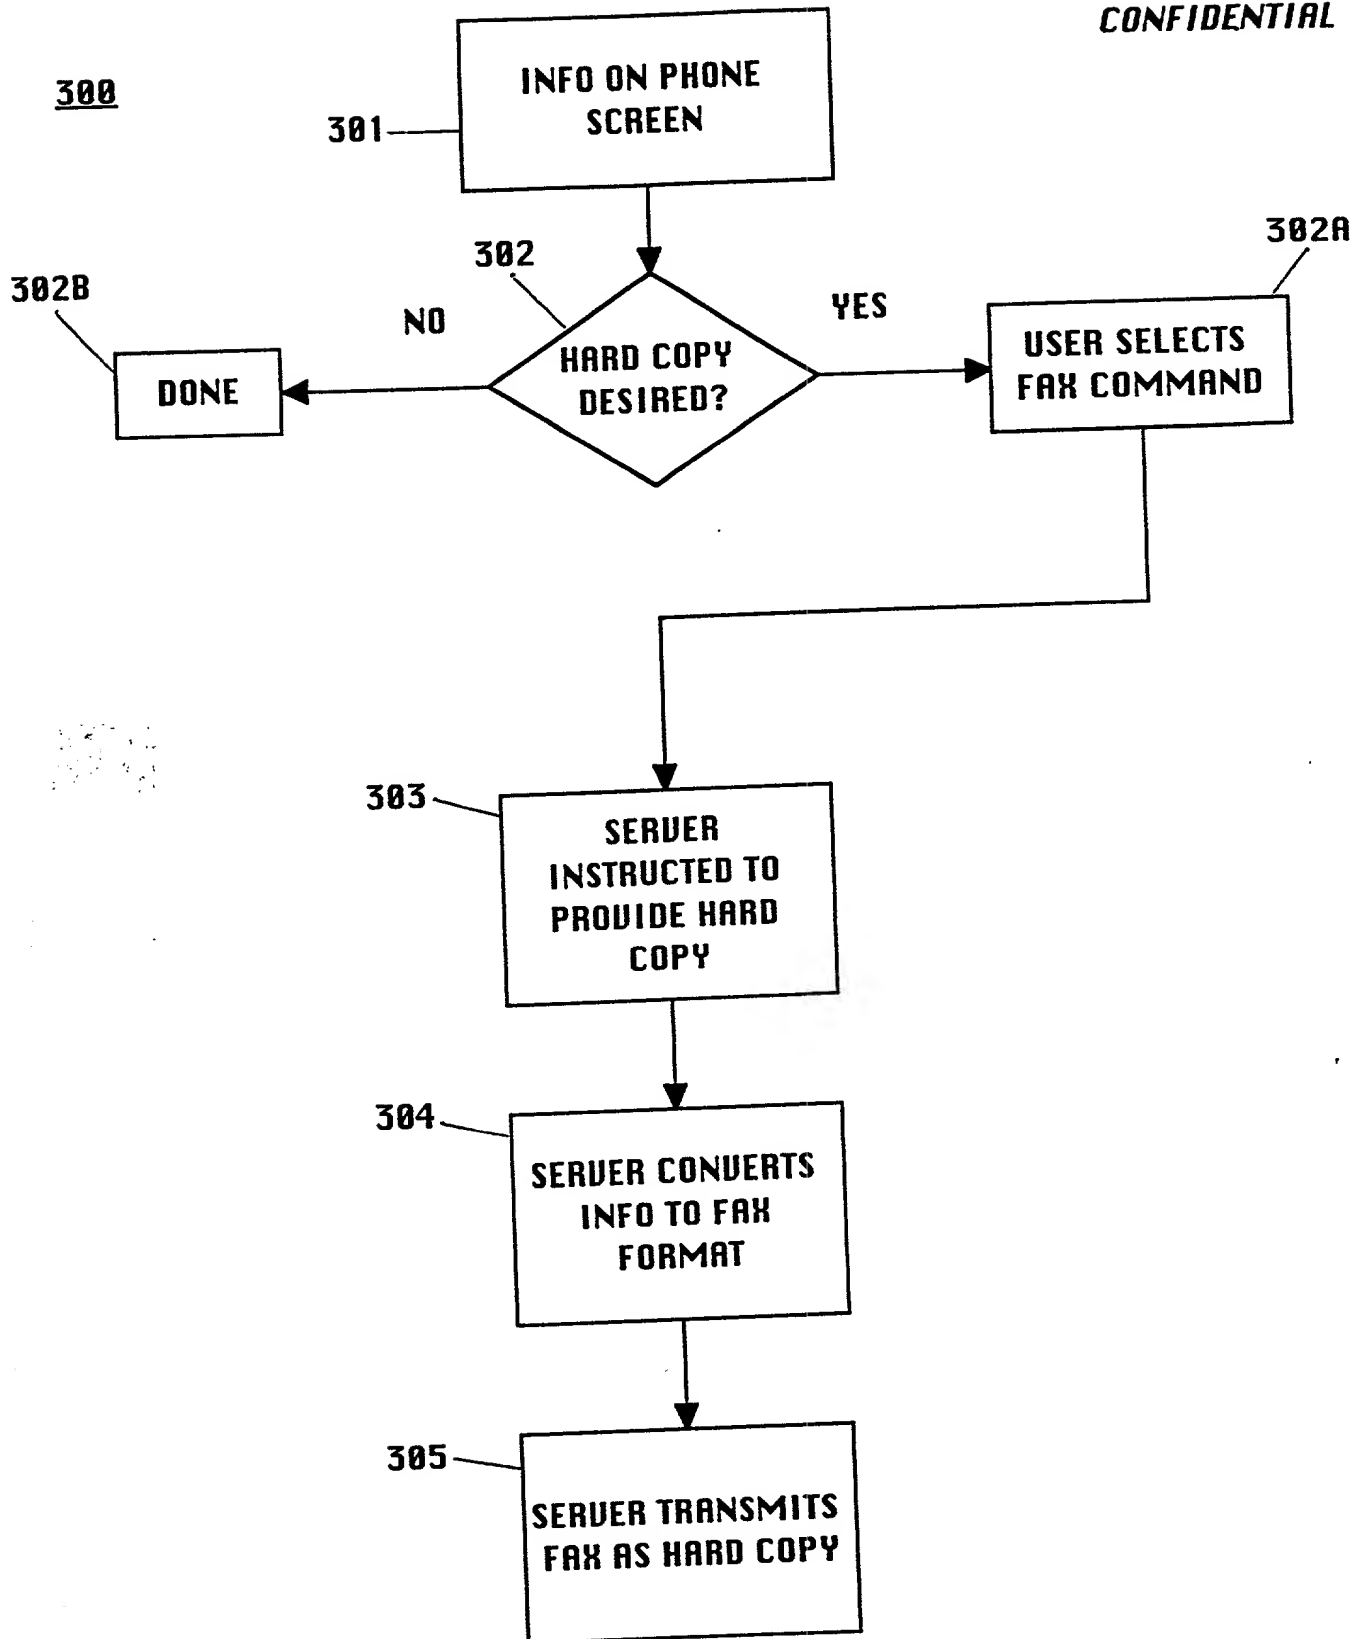 CONFIDENTIAL
300
INFO ON PHONE
SCREEN
301
302
302A
302B
NO
YES
HARD COPY
DESIRED?
USER SELECTS
FAX COMMAND
DONE
303
SERVER
INSTRUCTED TO
PROVIDE HARD
COPY
304
SERVER CONVERTS
INFO TO FAX
FORMAT
305
SERVER TRANSMITS
FAX AS HARD COPY